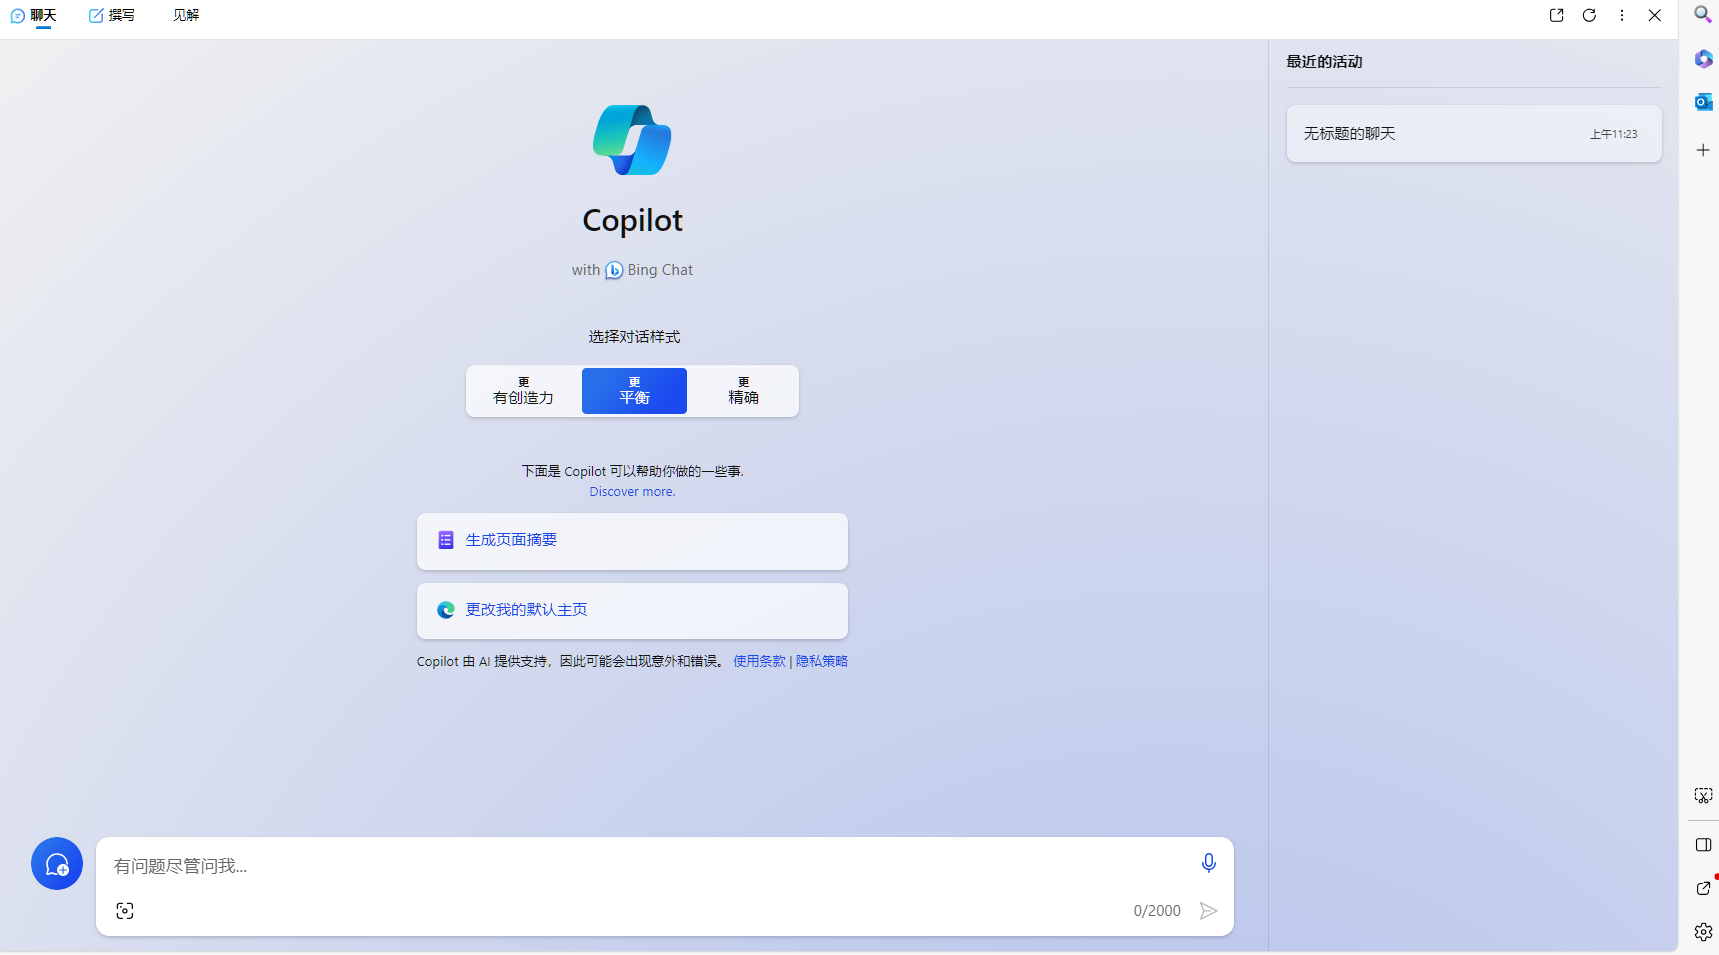 聊天
撰写
见解
Copilot
with Bing Chat
选择对话样式
更
有创造力
更
平衡
更
精确
下面是 Copilot 可以帮助你做的一些事.
Discover more.
生成页面摘要
更改我的默认主页
Copilot 由 AI 提供支持，因此可能会出现意外和错误。 使用条款 | 隐私策略
有问题尽管问我...
0/2000
最近的活动
无标题的聊天
上午11:23